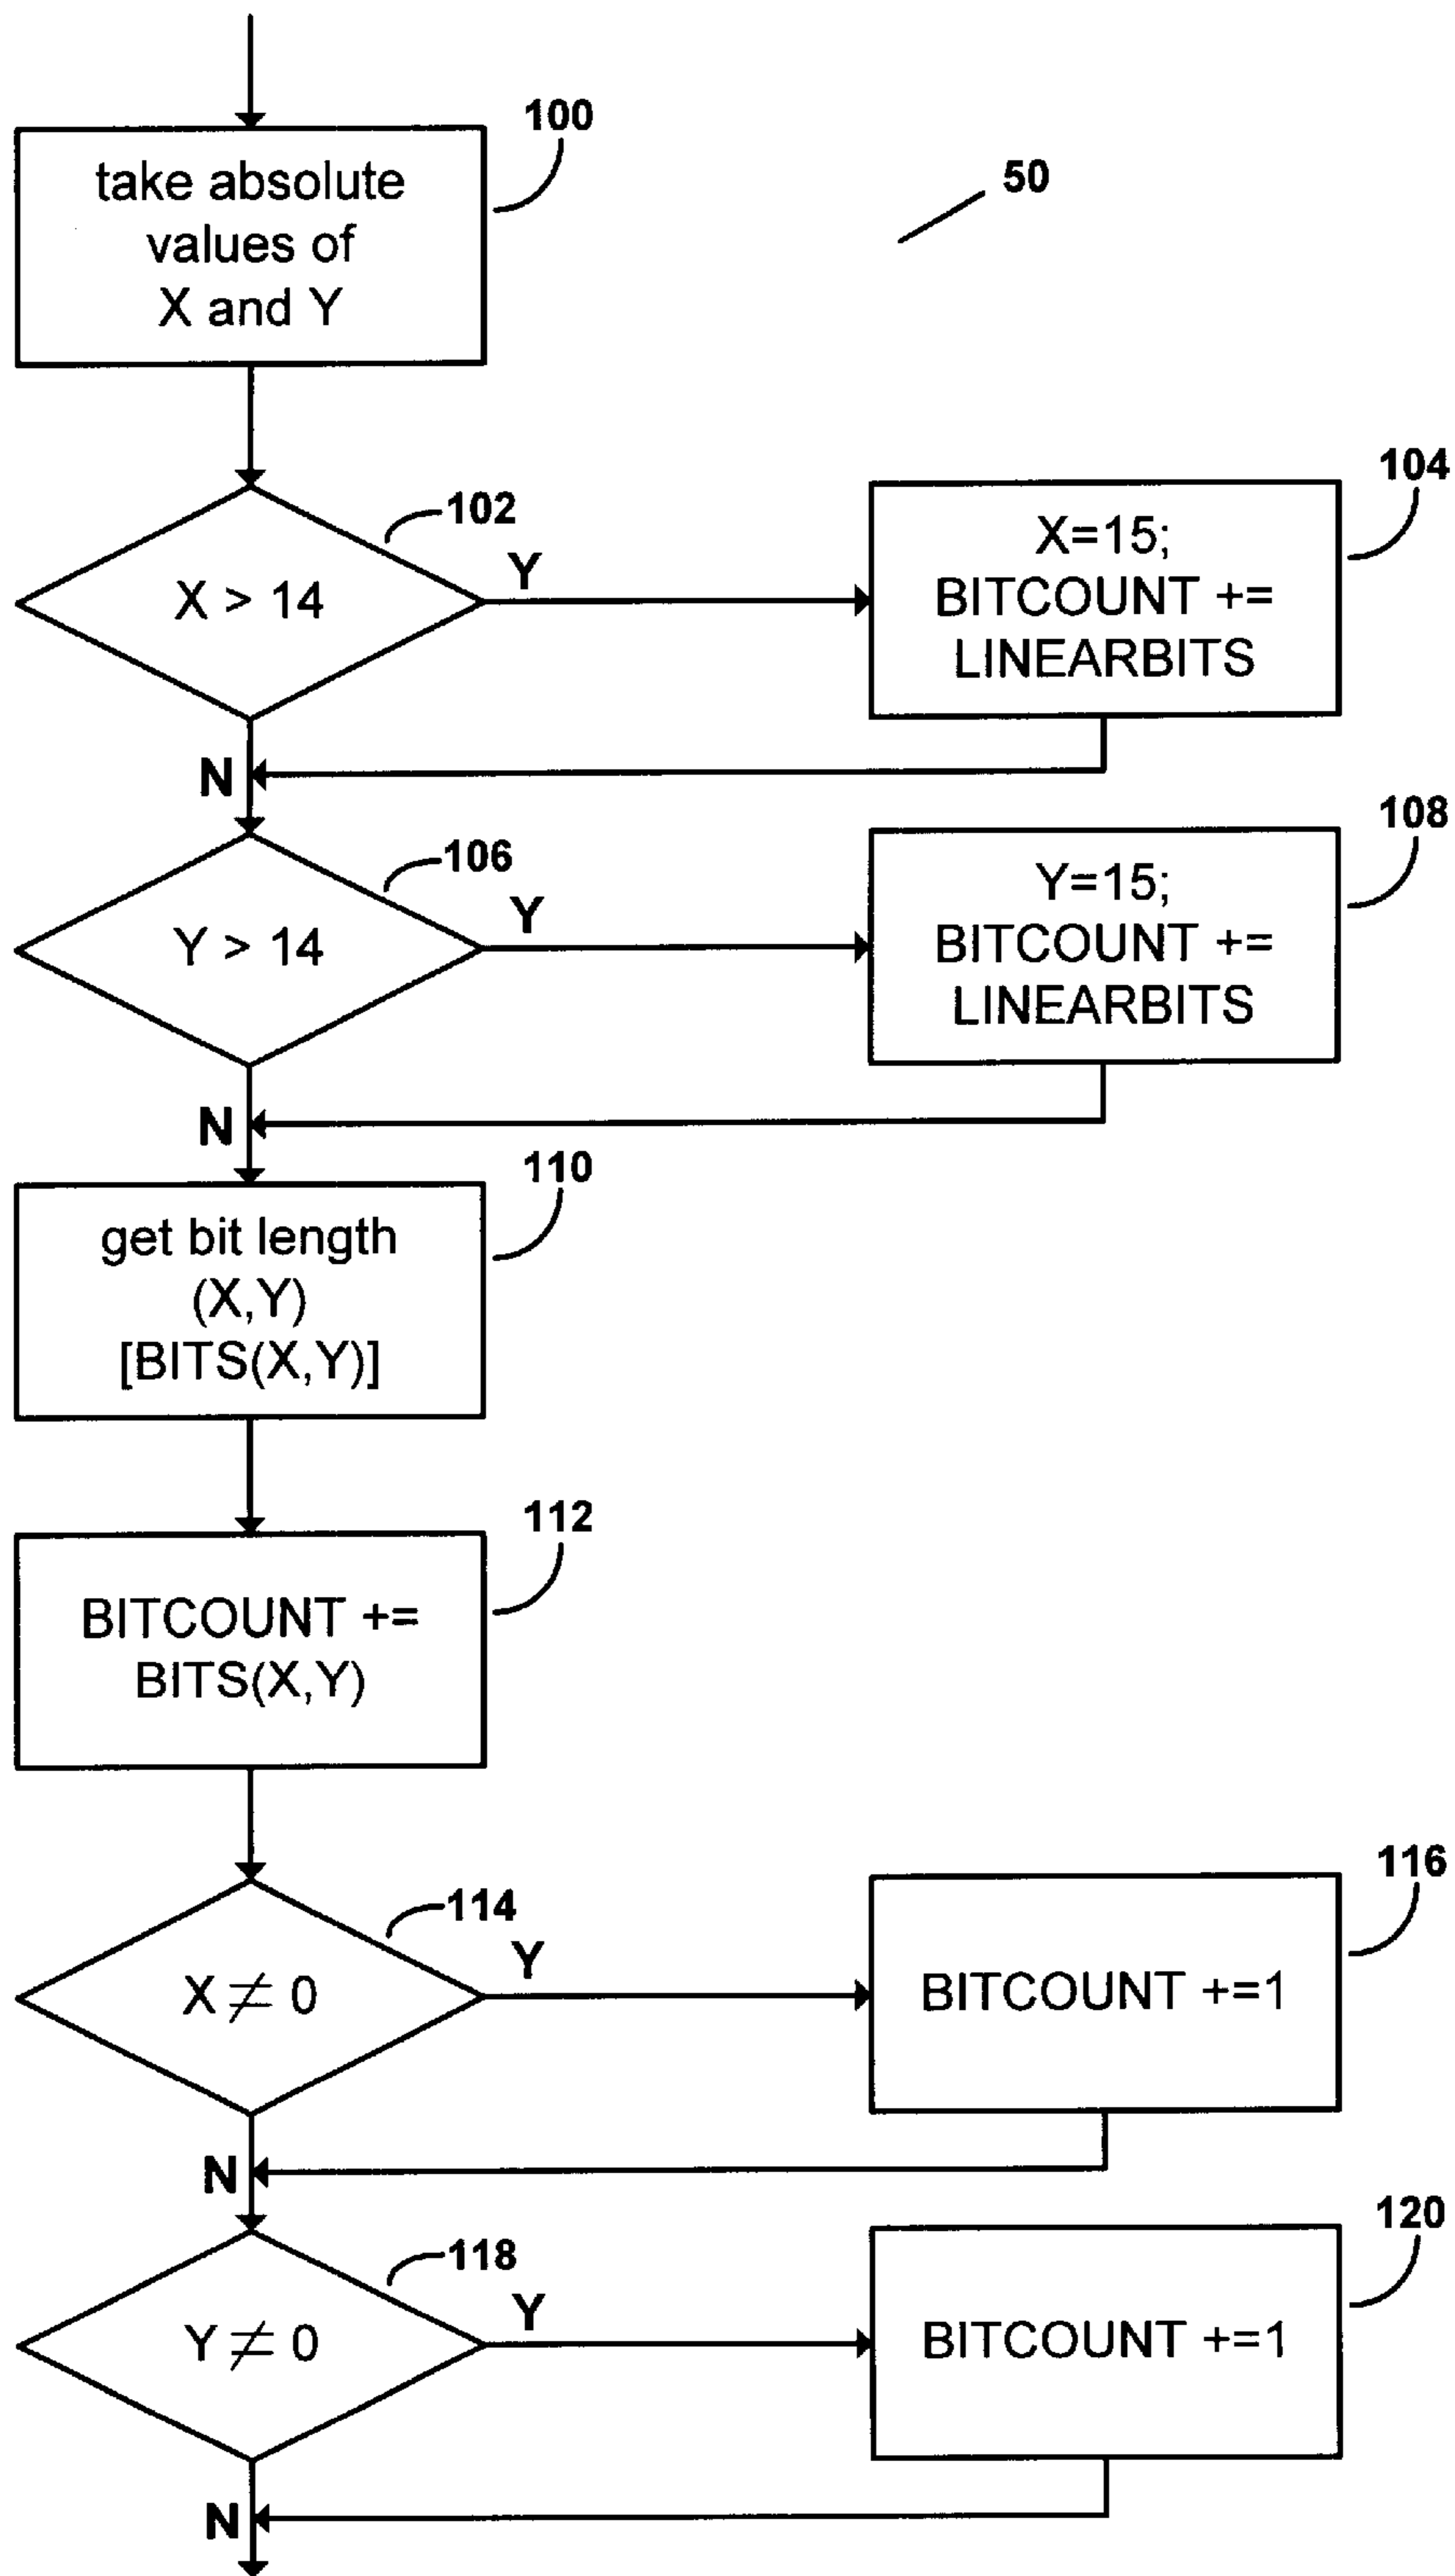 100
take absolute
values of
X and Y
50
102
X > 14
Y
104
X=15;
BITCOUNT +=
LINEARBITS
N
106
Y > 14
Y
108
Y=15;
BITCOUNT +=
LINEARBITS
N
110
get bit length
(X,Y)
[BITS(X,Y)]
112
BITCOUNT +=
BITS(X,Y)
114
X ≠ 0
Y
116
BITCOUNT +=1
N
118
Y ≠ 0
Y
120
BITCOUNT +=1
N